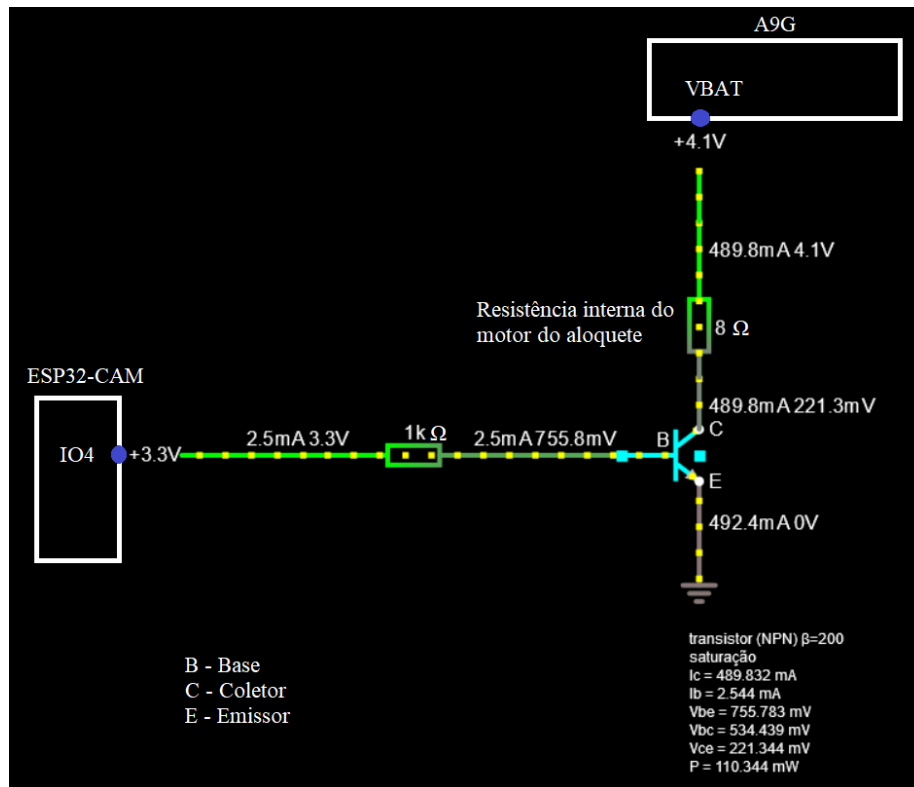 A9G
VBAT
+4.1V
489.8mA 4.1V
Resistência interna do
motor do aloquete
8 Ω
ESP32-CAM
489.8mA 221.3mV
C
IO4
+3.3V
2.5mA 3.3V
1k Ω
2.5mA 755.8mV
B
E
492.4mA 0V
B - Base
C - Coletor
E - Emissor
transistor (NPN) β=200
saturação
Ic = 489.832 mA
Ib = 2.544 mA
Vbe = 755.783 mV
Vbc = 534.439 mV
Vce = 221.344 mV
P = 110.344 mW